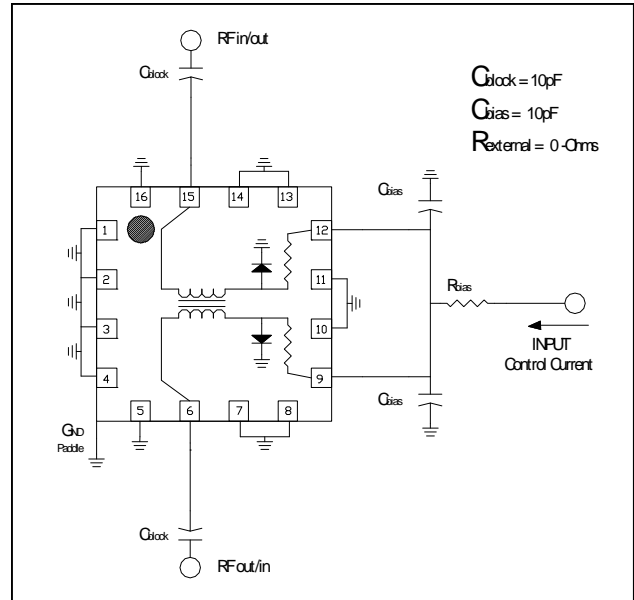 RFin/out
Cblock
Cblock = 10pF
Cbias = 10pF
Rexternal = 0-Ohms
16
15
14
13
Cbias
1
12
2
11
Rbias
3
10
INPUT
Control Current
4
9
Cbias
5
6
7
8
GND
Paddle
Cblock
RFout/in